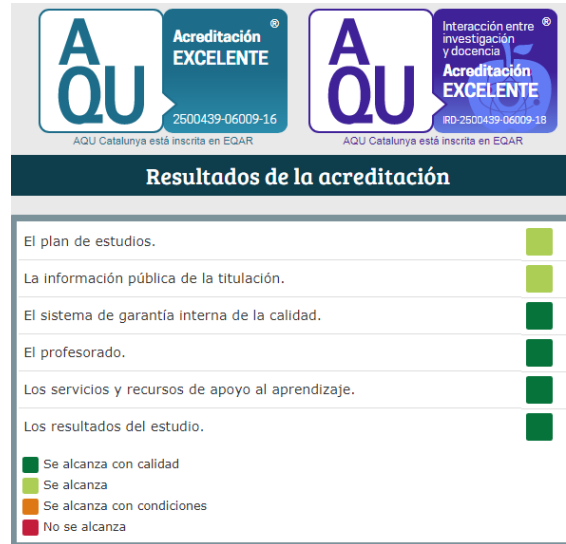 AQU
Acreditación ®
EXCELENTE
2500439-06009-16
AQU Catalunya está inscrita en EQAR
AQU
Interacción entre ®
investigación
y docencia
Acreditación
EXCELENTE
IRD-2500439-06009-18
AQU Catalunya está inscrita en EQAR
Resultados de la acreditación
El plan de estudios.
La información pública de la titulación.
El sistema de garantía interna de la calidad.
El profesorado.
Los servicios y recursos de apoyo al aprendizaje.
Los resultados del estudio.
Se alcanza con calidad
Se alcanza
Se alcanza con condiciones
No se alcanza